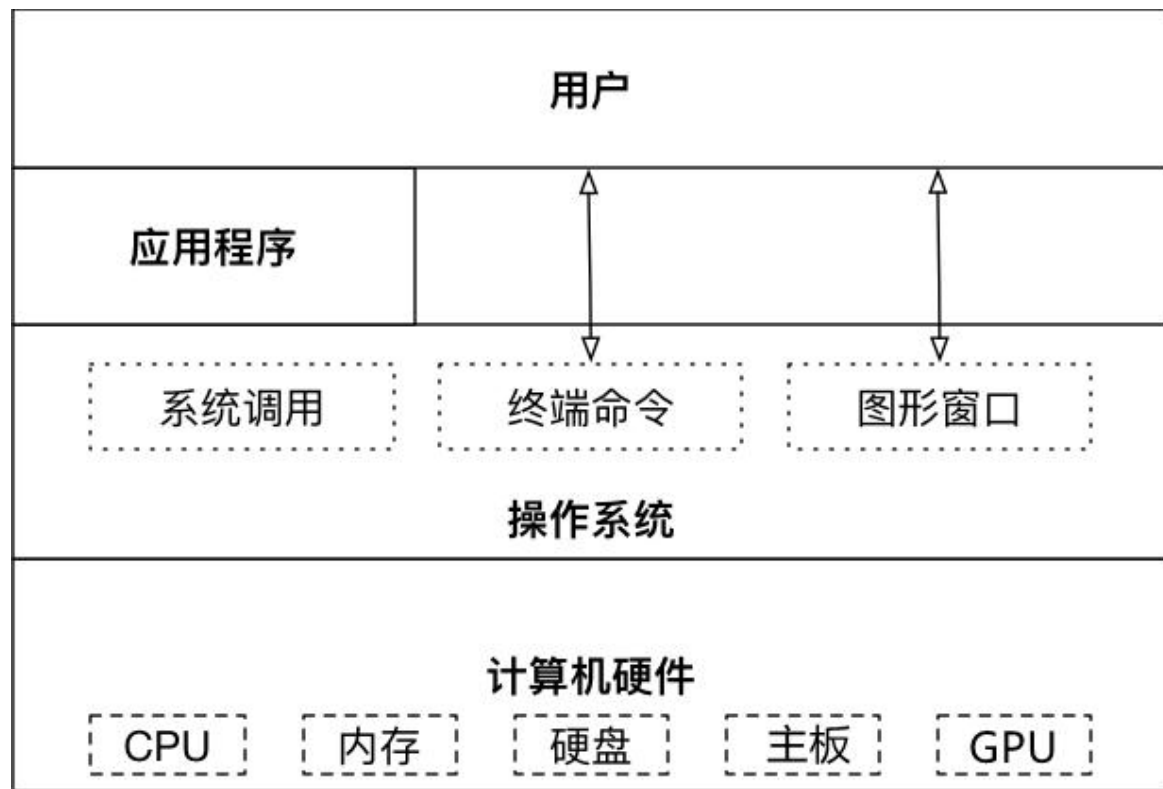 用户
应用程序
系统调用 终端命令 图形窗口
操作系统
计算机硬件
CPU 内存 硬盘 主板 GPU